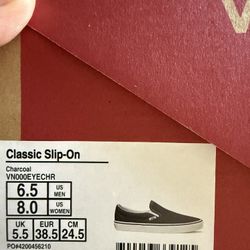 V
Classic Slip-On
Charcoal
VN000EYECHR
6.5 US MEN
8.0 US WOMEN
UK EUR CM
5.5 38.5 24.5
PO#4200456210